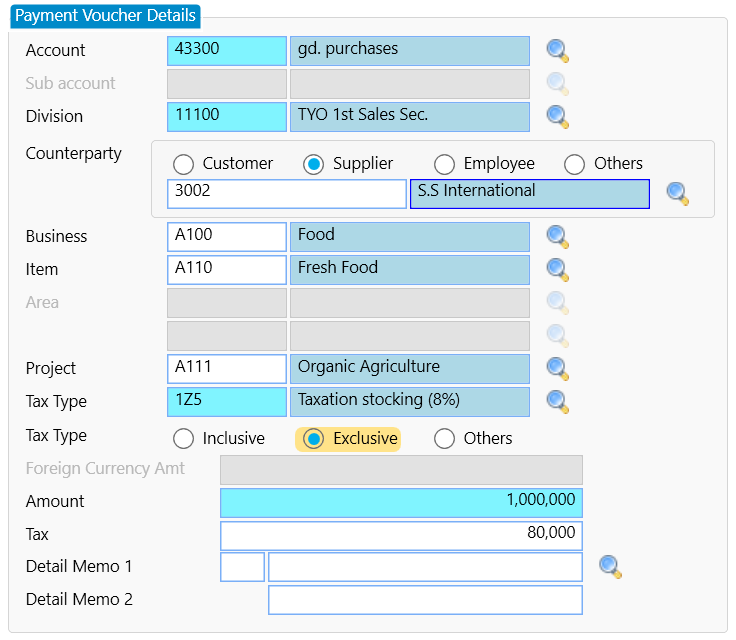 Payment Voucher Details
Account 43300 gd. purchases
Sub account
Division 11100 TYO 1st Sales Sec.
Counterparty Customer Supplier Employee Others
3002 S.S International
Business A100 Food
Item A110 Fresh Food
Area
Project A111 Organic Agriculture
Tax Type 1Z5 Taxation stocking (8%)
Tax Type Inclusive Exclusive Others
Foreign Currency Amt
Amount 1,000,000
Tax 80,000
Detail Memo 1
Detail Memo 2